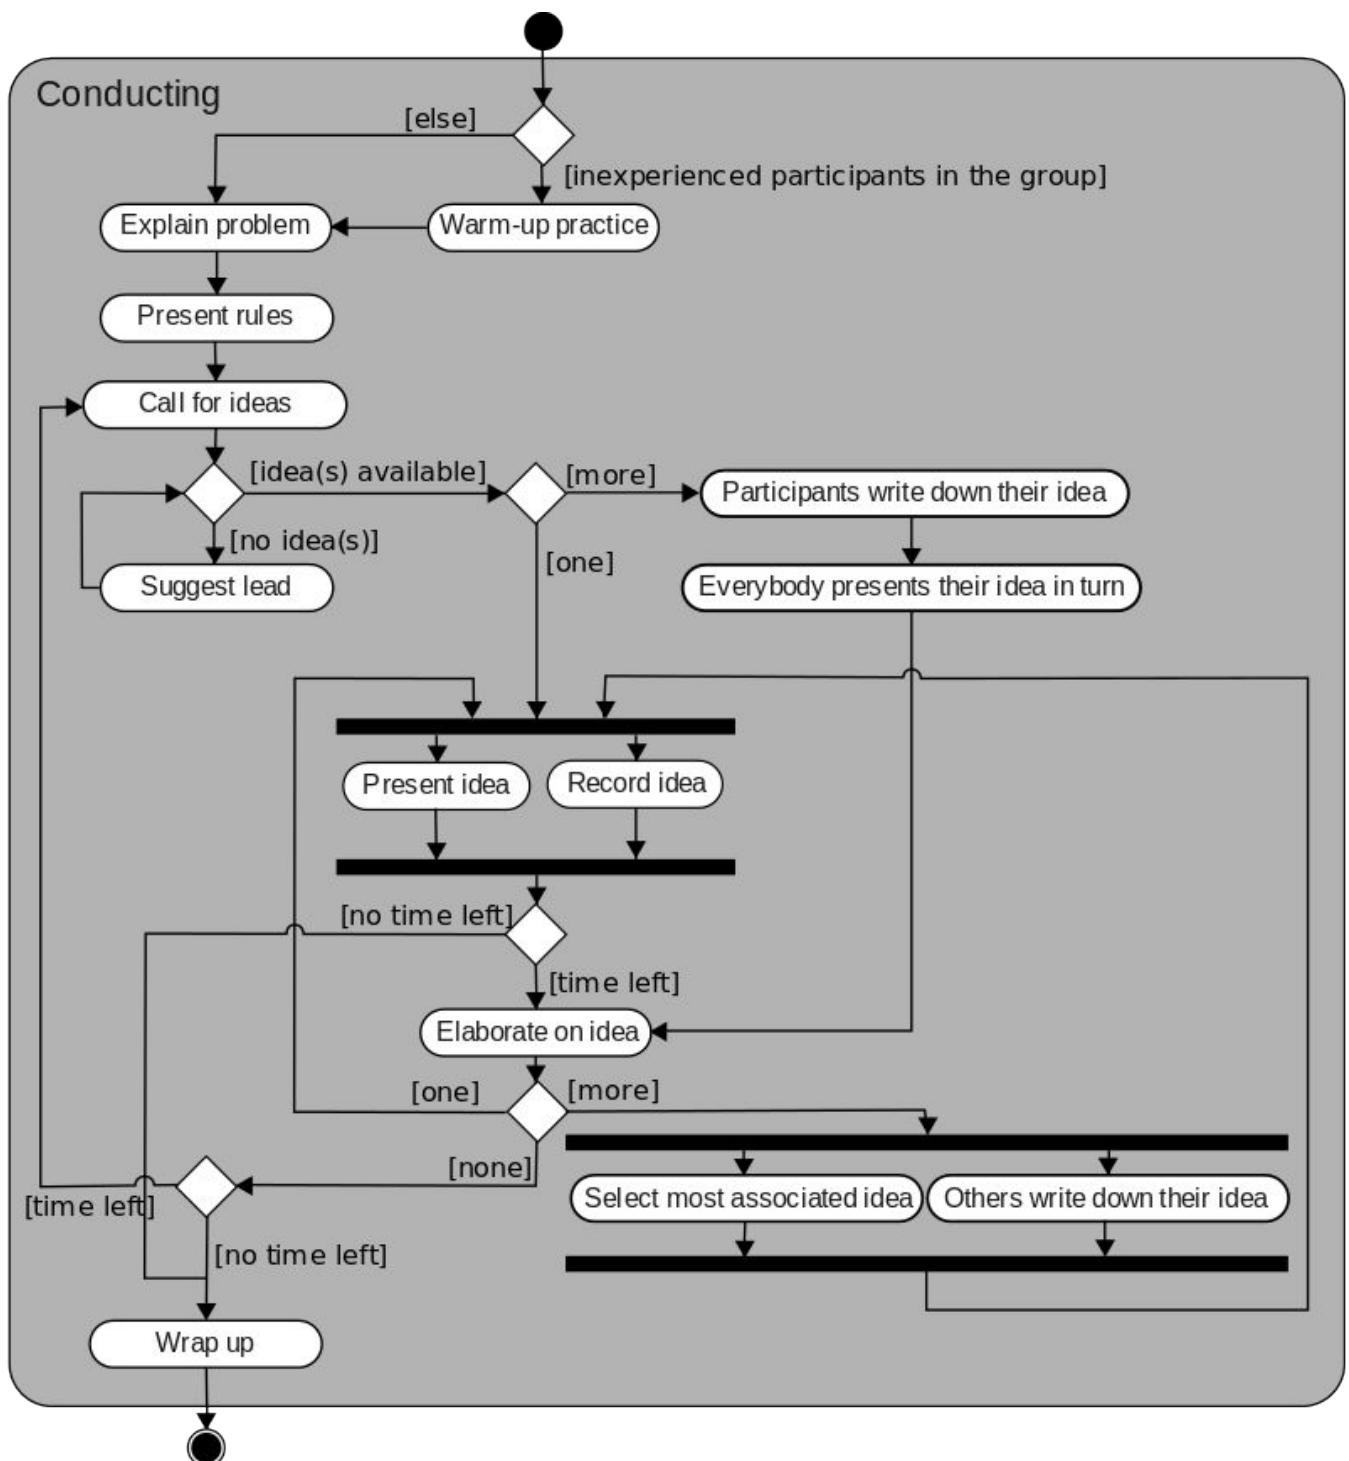 Conducting
[else]
[inexperienced participants in the group]
Explain problem
Warm-up practice
Present rules
Call for ideas
[idea(s) available]
[more]
Participants write down their idea
[no idea(s)]
[one]
Suggest lead
Everybody presents their idea in turn
Present idea
Record idea
[no time left]
[time left]
Elaborate on idea
[one]
[more]
[none]
Select most associated idea
Others write down their idea
[time left]
[no time left]
Wrap up